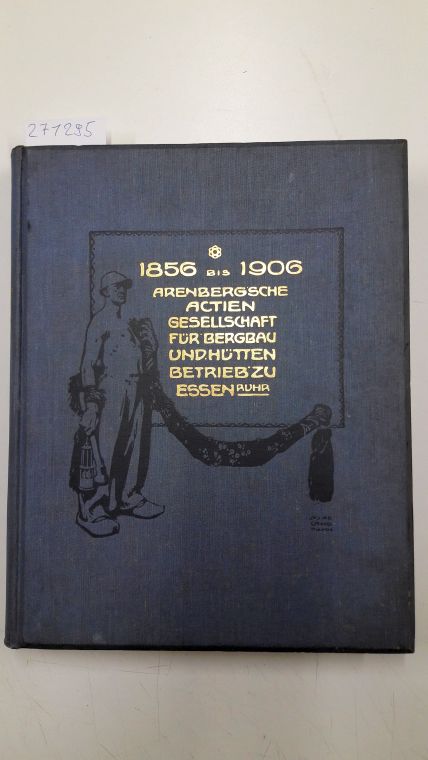 271295
1856 BIS 1906
ARENBERG'SCHE
ACTIEN
GESELLSCHAFT
FÜR BERGBAU
UND HÜTTEN
BETRIEB ZU
ESSEN RUHR